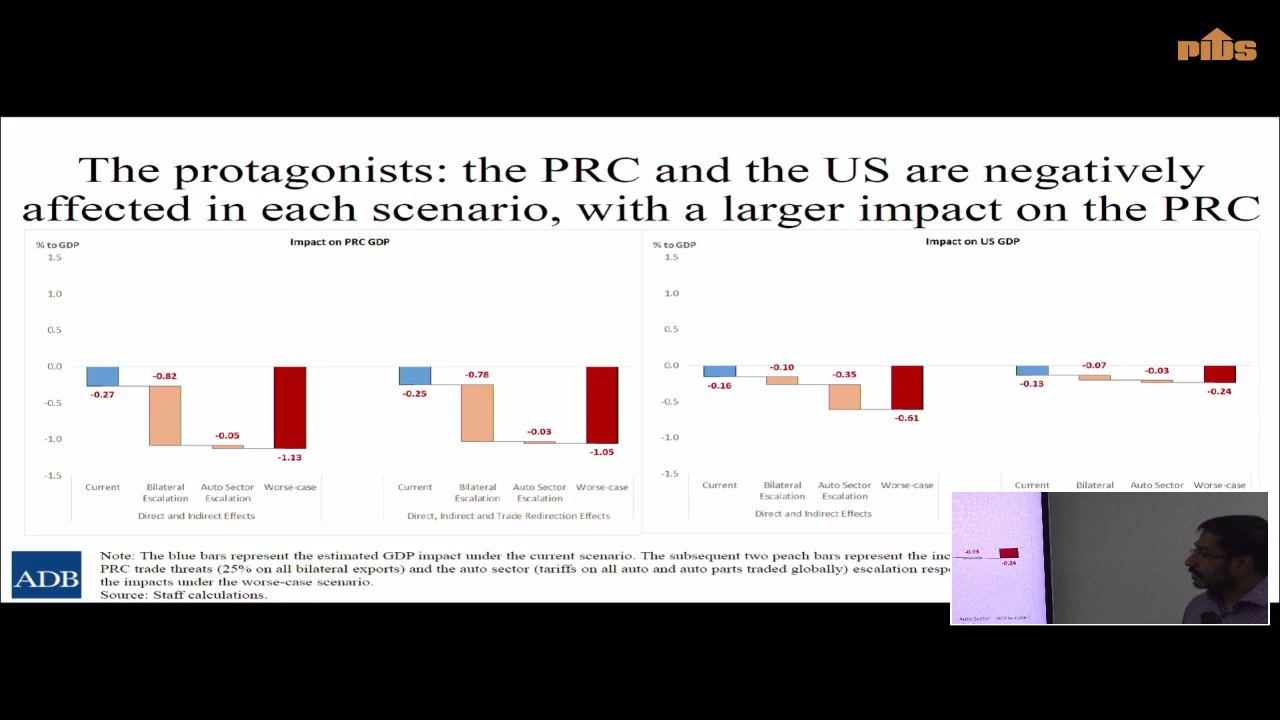 PIDS
The protagonists: the PRC and the US are negatively
affected in each scenario, with a larger impact on the PRC
% to GDP
Impact on PRC GDP
1.5
1.0
0.5
0.0
-0.5
-1.0
-1.5
-0.27
-0.82
-0.05
-1.13
-0.25
-0.78
-0.03
-1.05
Current
Bilateral
Escalation
Auto Sector
Escalation
Worse-case
Current
Bilateral
Escalation
Auto Sector
Escalation
Worse-case
Direct and Indirect Effects
Direct, Indirect and Trade Redirection Effects
% to GDP
Impact on US GDP
1.5
1.0
0.5
0.0
-0.5
-1.0
-1.5
-0.16
-0.10
-0.35
-0.61
-0.13
-0.07
-0.03
-0.24
Current
Bilateral
Escalation
Auto Sector
Escalation
Worse-case
Current
Bilateral
Auto Sector
Worse-case
Direct and Indirect Effects
ADB
Note: The blue bars represent the estimated GDP impact under the current scenario. The subsequent two peach bars represent the inc
PRC trade threats (25% on all bilateral exports) and the auto sector (tariffs on all auto and auto parts traded globally) escalation resp
the impacts under the worse-case scenario.
Source: Staff calculations.
-0.03
-0.24
Auto Sector
Worse-case